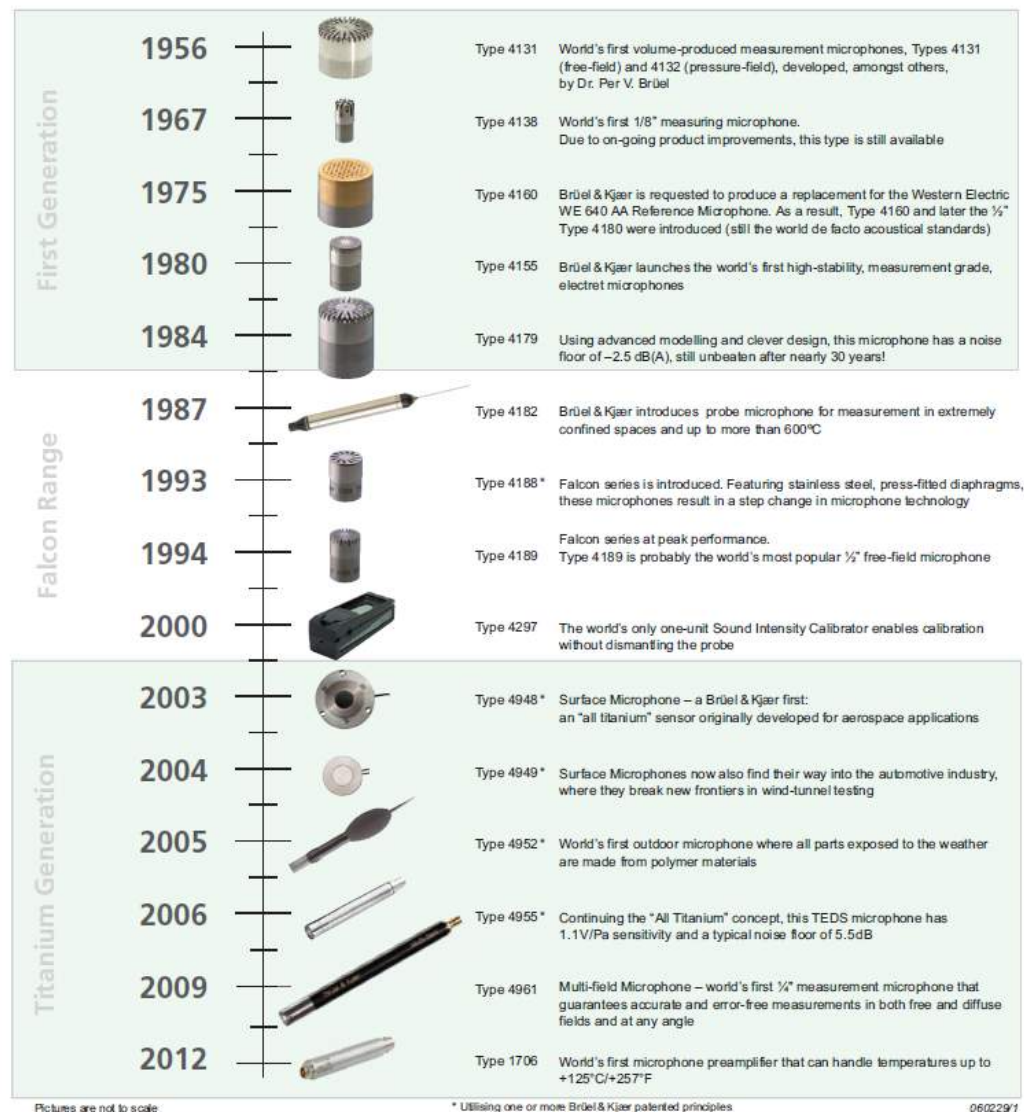 First Generation
1956
Type 4131
World's first volume-produced measurement microphones, Types 4131
(free-field) and 4132 (pressure-field), developed, amongst others,
by Dr. Per V. Brüel
1967
Type 4138
World's first 1/8" measuring microphone.
Due to on-going product improvements, this type is still available
1975
Type 4160
Brüel & Kjær is requested to produce a replacement for the Western Electric
WE 640 AA Reference Microphone. As a result, Type 4160 and later the ½"
Type 4180 were introduced (still the world de facto acoustical standards)
1980
Type 4155
Brüel & Kjær launches the world's first high-stability, measurement grade,
electret microphones
1984
Type 4179
Using advanced modelling and clever design, this microphone has a noise
floor of –2.5 dB(A), still unbeaten after nearly 30 years!
Falcon Range
1987
Type 4182
Brüel & Kjær introduces probe microphone for measurement in extremely
confined spaces and up to more than 600ºC
1993
Type 4188 *
Falcon series is introduced. Featuring stainless steel, press-fitted diaphragms,
these microphones result in a step change in microphone technology
1994
Type 4189
Falcon series at peak performance.
Type 4189 is probably the world's most popular ½" free-field microphone
2000
Type 4297
The world's only one-unit Sound Intensity Calibrator enables calibration
without dismantling the probe
Titanium Generation
2003
Type 4948 *
Surface Microphone – a Brüel & Kjær first:
an "all titanium" sensor originally developed for aerospace applications
2004
Type 4949 *
Surface Microphones now also find their way into the automotive industry,
where they break new frontiers in wind-tunnel testing
2005
Type 4952 *
World's first outdoor microphone where all parts exposed to the weather
are made from polymer materials
2006
Type 4955 *
Continuing the "All Titanium" concept, this TEDS microphone has
1.1V/Pa sensitivity and a typical noise floor of 5.5dB
2009
Type 4961
Multi-field Microphone – world's first ¼" measurement microphone that
guarantees accurate and error-free measurements in both free and diffuse
fields and at any angle
2012
Type 1706
World's first microphone preamplifier that can handle temperatures up to
+125°C/+257°F
Pictures are not to scale
* Utilising one or more Brüel & Kjær patented principles
060229/1